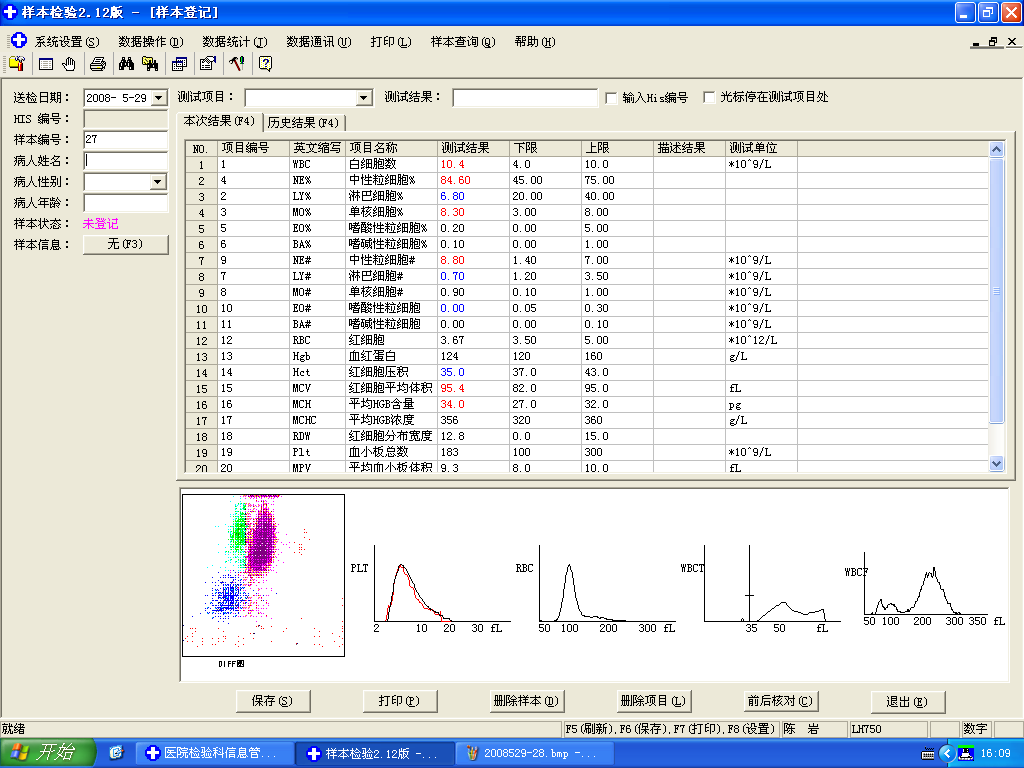 样本检验2.12版 - [样本登记]
系统设置(S) 数据操作(D) 数据统计(T) 数据通讯(U) 打印(L) 样本查询(Q) 帮助(H)
送检日期： 2008- 5-29 测试项目： 测试结果： 输入His编号 光标停在测试项目处
HIS 编号：
样本编号： 27
病人姓名：
病人性别：
病人年龄：
样本状态： 未登记
样本信息： 无(F3)
本次结果(F4) 历史结果(F4)
NO. 项目编号 英文缩写 项目名称 测试结果 下限 上限 描述结果 测试单位
1 1 WBC 白细胞数 10.4 4.0 10.0 *10^9/L
2 4 NE% 中性粒细胞% 84.60 45.00 75.00
3 2 LY% 淋巴细胞% 6.80 20.00 40.00
4 3 MO% 单核细胞% 8.30 3.00 8.00
5 5 EO% 嗜酸性粒细胞% 0.20 0.00 5.00
6 6 BA% 嗜碱性粒细胞% 0.10 0.00 1.00
7 9 NE# 中性粒细胞# 8.80 1.40 7.00 *10^9/L
8 7 LY# 淋巴细胞# 0.70 1.20 3.50 *10^9/L
9 8 MO# 单核细胞# 0.90 0.10 1.00 *10^9/L
10 10 EO# 嗜酸性粒细胞 0.00 0.05 0.30 *10^9/L
11 11 BA# 嗜碱性粒细胞 0.00 0.00 0.10 *10^9/L
12 12 RBC 红细胞 3.67 3.50 5.00 *10^12/L
13 13 Hgb 血红蛋白 124 120 160 g/L
14 14 Hct 红细胞压积 35.0 37.0 43.0
15 15 MCV 红细胞平均体积 95.4 82.0 95.0 fL
16 16 MCH 平均HGB含量 34.0 27.0 32.0 pg
17 17 MCHC 平均HGB浓度 356 320 360 g/L
18 18 RDW 红细胞分布宽度 12.8 0.0 15.0
19 19 Plt 血小板总数 183 100 300 *10^9/L
20 20 MPV 平均血小板体积 9.3 8.0 10.0 fL
DIFF图
PLT
2 10 20 30 fL
RBC
50 100 200 300 fL
WBCT
35 50 fL
WBCF
50 100 200 300 350 fL
保存(S) 打印(P) 删除样本(D) 删除项目(L) 前后核对(C) 退出(E)
就绪 F5(刷新),F6(保存),F7(打印),F8(设置) 陈 岩 LH750 数字
开始 医院检验科信息管... 样本检验2.12版 -... 2008529-28.bmp -... 16:09